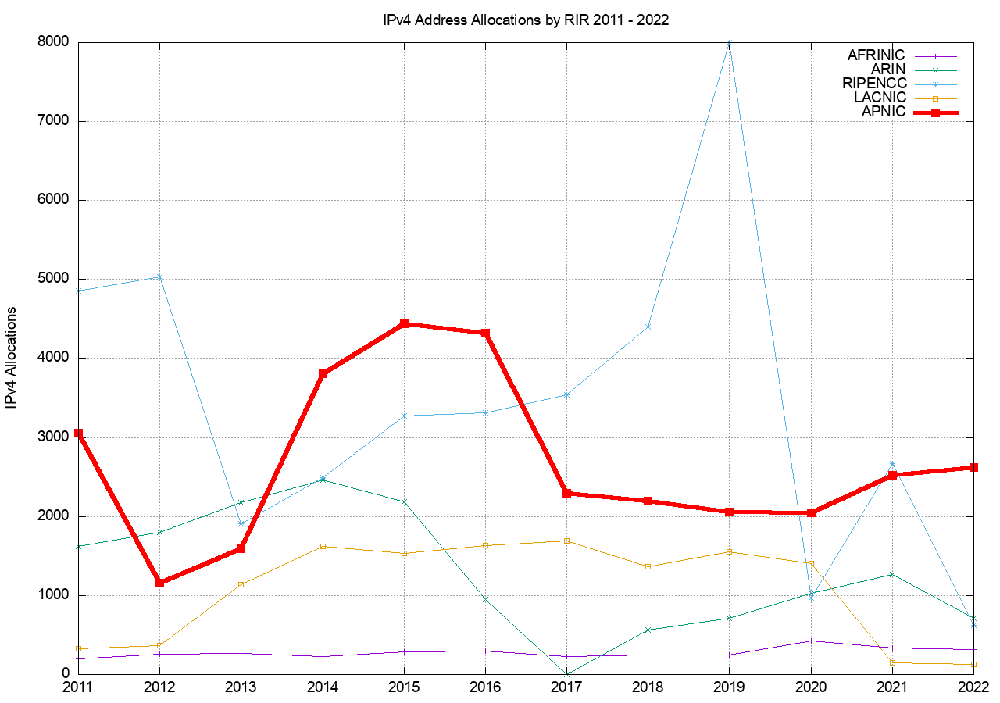 IPv4 Address Allocations by RIR 2011 - 2022
8000
7000
6000
5000
4000
3000
2000
1000
0
IPv4 Allocations
AFRINIC
ARIN
RIPENCC
LACNIC
APNIC
2011 2012 2013 2014 2015 2016 2017 2018 2019 2020 2021 2022